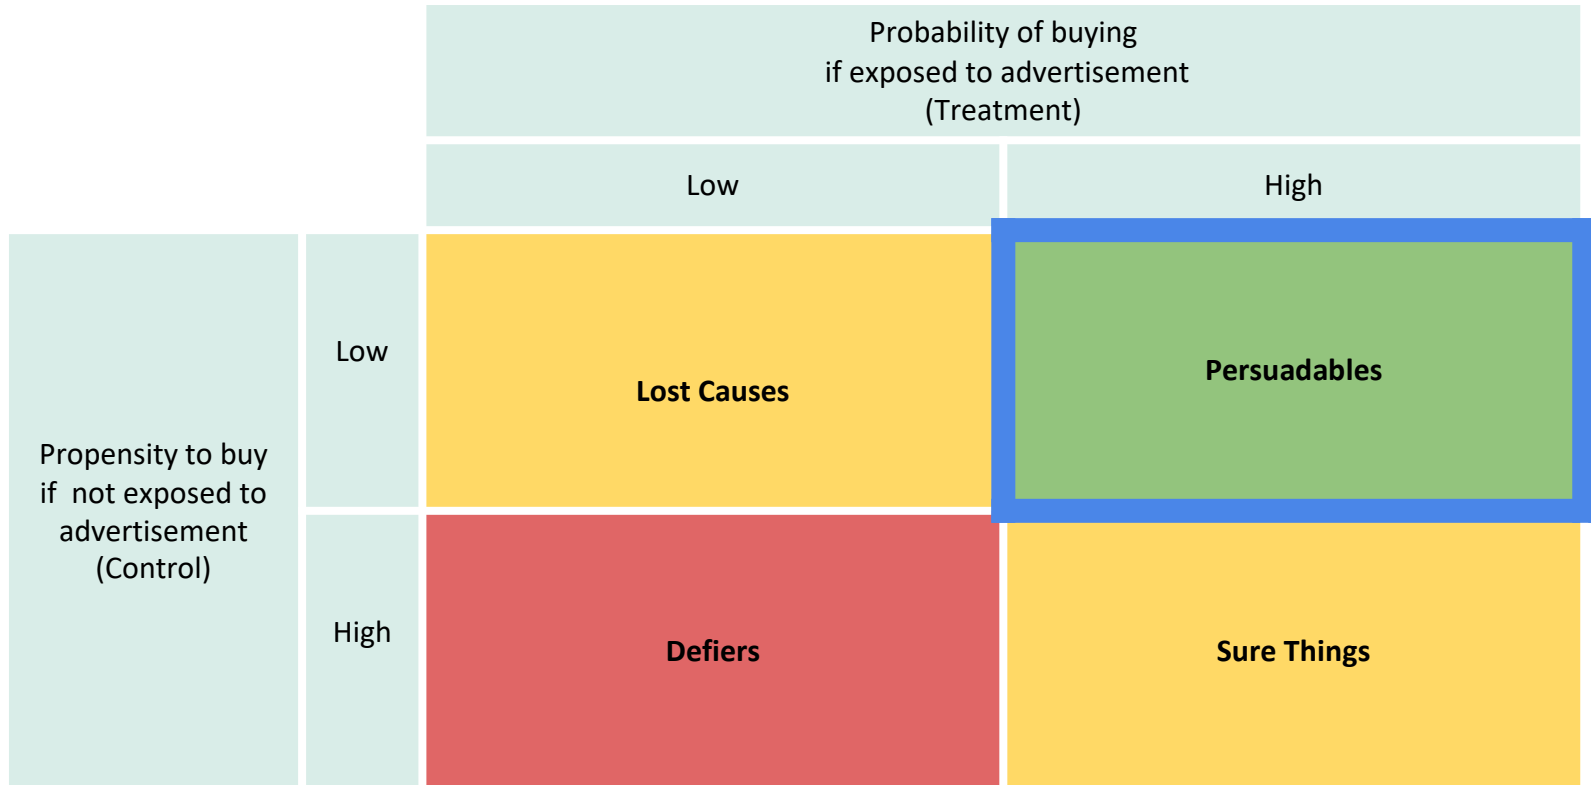 Probability of buying
if exposed to advertisement
(Treatment)
Low
High
Propensity to buy
if not exposed to
advertisement
(Control)
Low
Lost Causes
Persuadables
High
Defiers
Sure Things